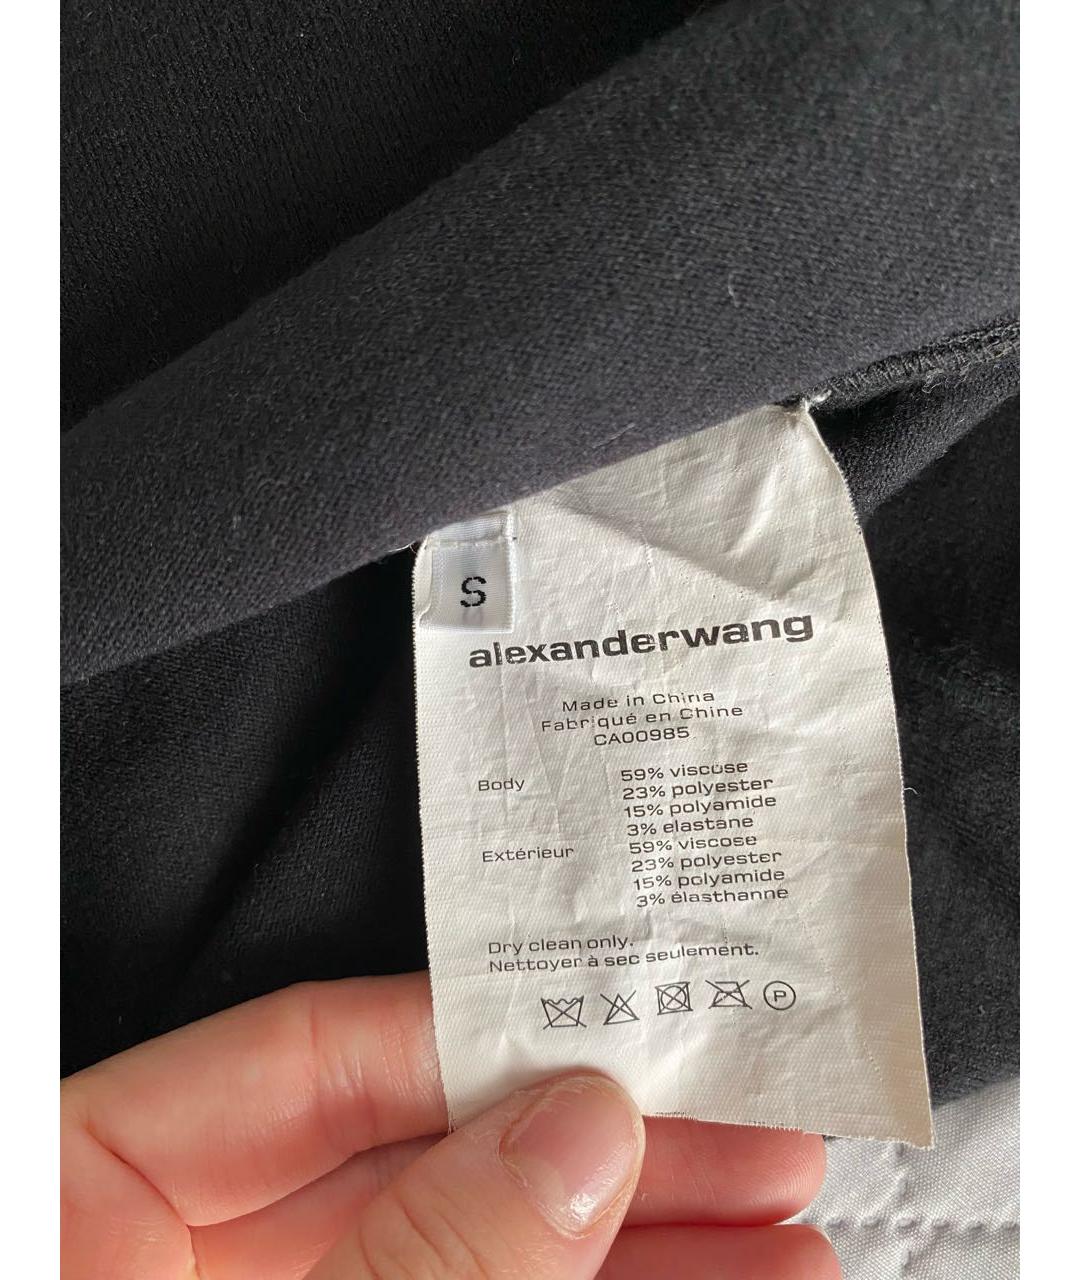 S
alexanderwang
Made in China
Fabriqué en Chine
CA00985
Body
59% viscose
23% polyester
15% polyamide
3% elastane
Extérieur
59% viscose
23% polyester
15% polyamide
3% élasthanne
Dry clean only.
Nettoyer à sec seulement.
P